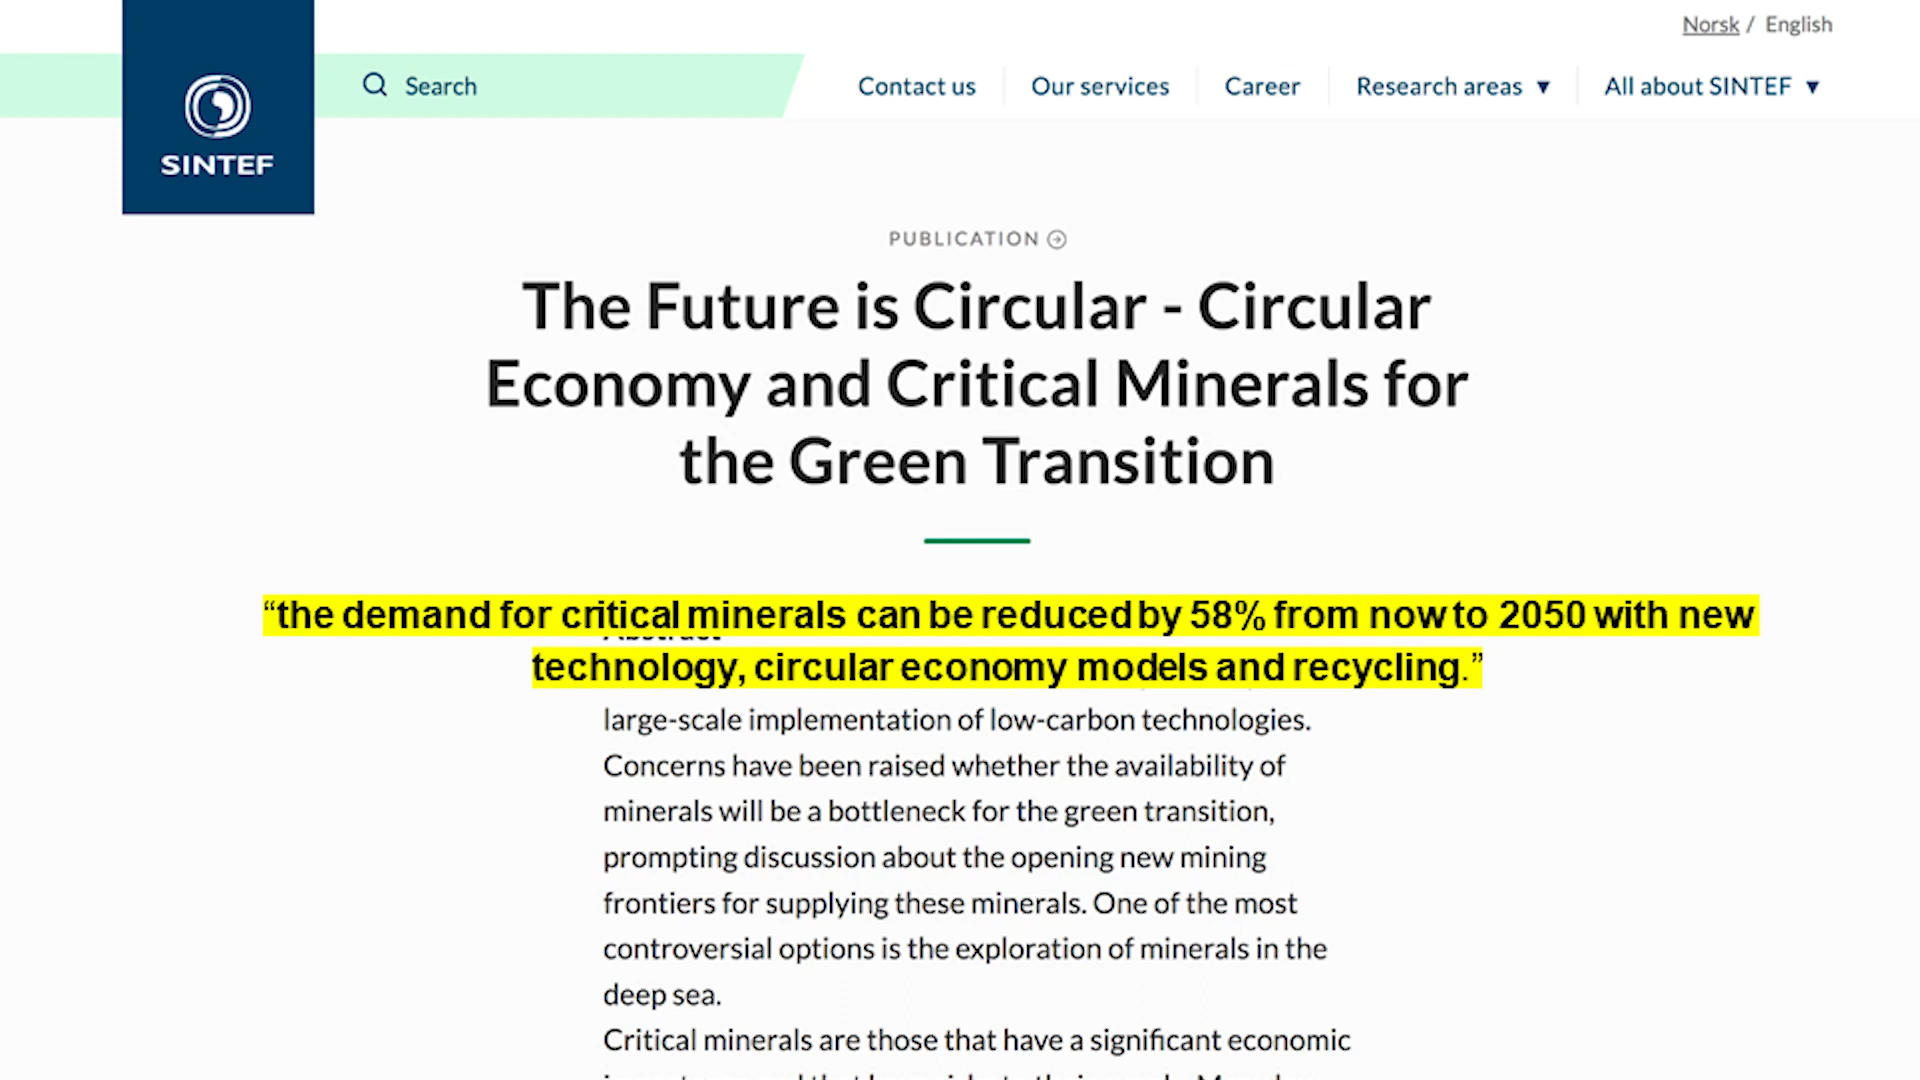 Norsk / English
Search
Contact us
Our services
Career
Research areas ▼
All about SINTEF ▼
SINTEF
PUBLICATION
The Future is Circular - Circular
Economy and Critical Minerals for
the Green Transition
“the demand for critical minerals can be reduced by 58% from now to 2050 with new
technology, circular economy models and recycling.”
large-scale implementation of low-carbon technologies.
Concerns have been raised whether the availability of
minerals will be a bottleneck for the green transition,
prompting discussion about the opening new mining
frontiers for supplying these minerals. One of the most
controversial options is the exploration of minerals in the
deep sea.
Critical minerals are those that have a significant economic